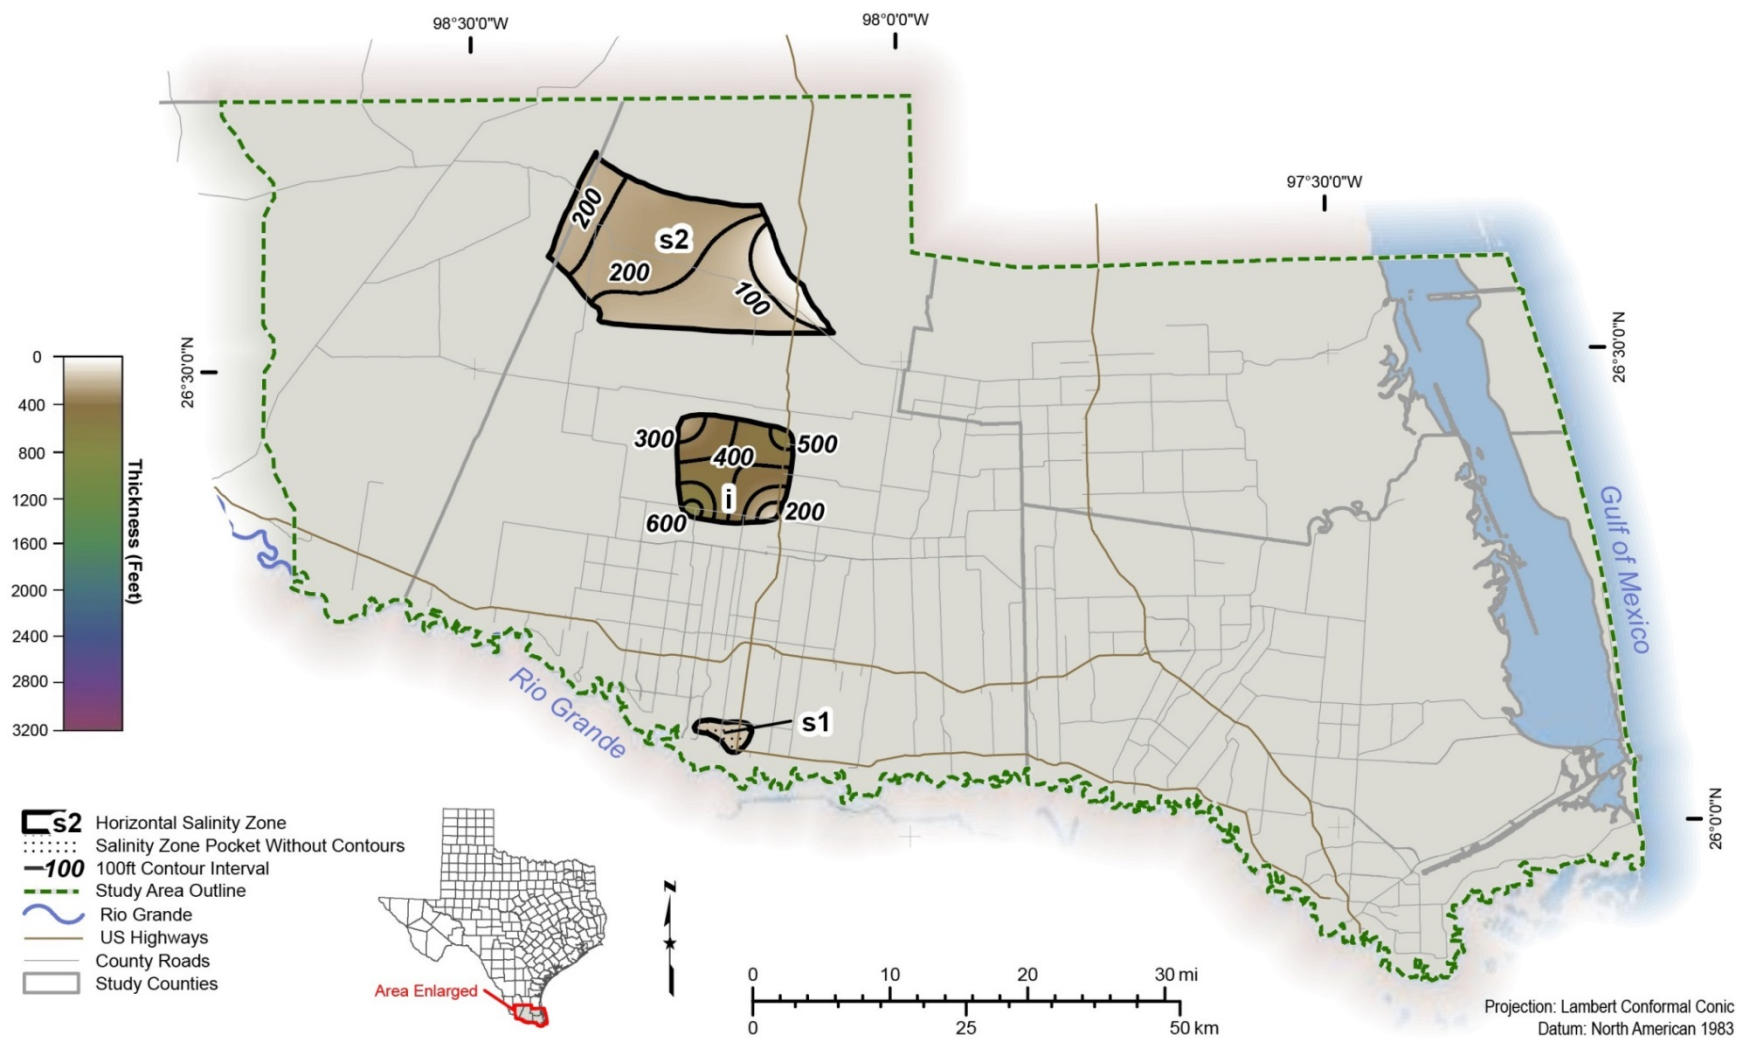 98°30'0"W
98°0'0"W
97°30'0"W
26°30'0"N
26°30'0"N
26°0'0"N
200
s2
200
100
300
400
500
i
600
200
s1
Rio Grande
Gulf of Mexico
0
400
800
1200
1600
2000
2400
2800
3200
Thickness (Feet)
s2 Horizontal Salinity Zone
Salinity Zone Pocket Without Contours
100 100ft Contour Interval
Study Area Outline
Rio Grande
US Highways
County Roads
Study Counties
Area Enlarged
N
0 10 20 30 mi
0 25 50 km
Projection: Lambert Conformal Conic
Datum: North American 1983